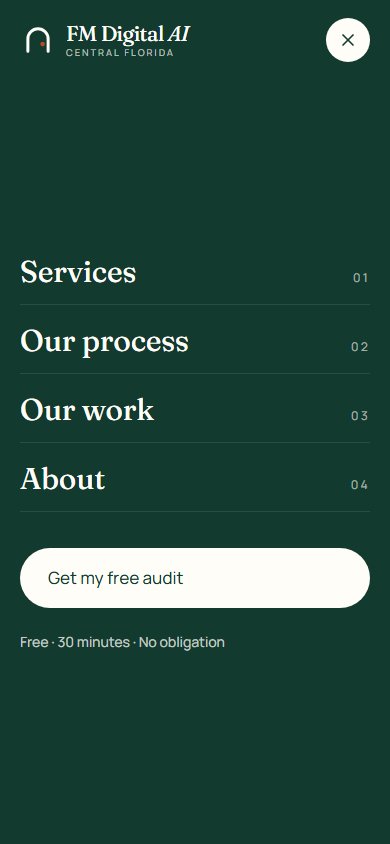 FM Digital AI
CENTRAL FLORIDA
Services 01
Our process 02
Our work 03
About 04
Get my free audit
Free · 30 minutes · No obligation